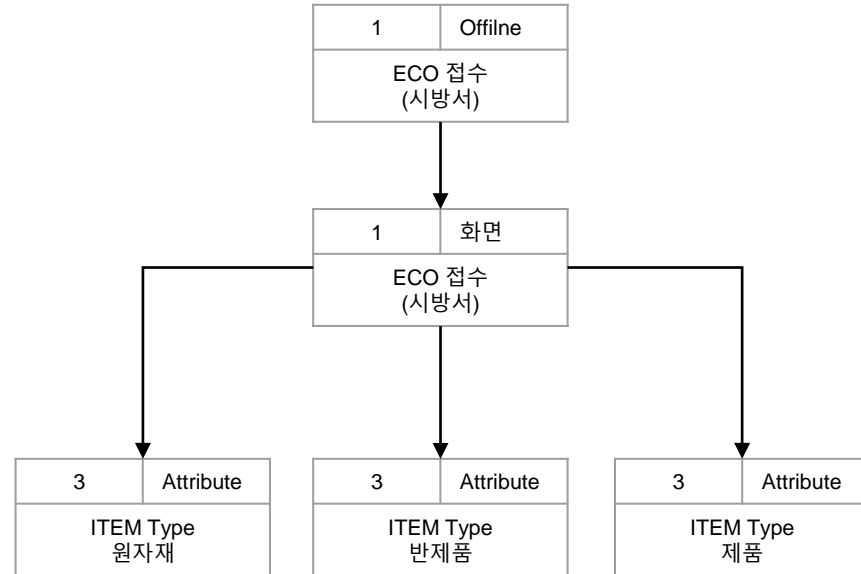 1 Offilne
ECO 접수
(시방서)
1 화면
ECO 접수
(시방서)
3 Attribute 3 Attribute 3 Attribute
ITEM Type ITEM Type ITEM Type
원자재 반제품 제품